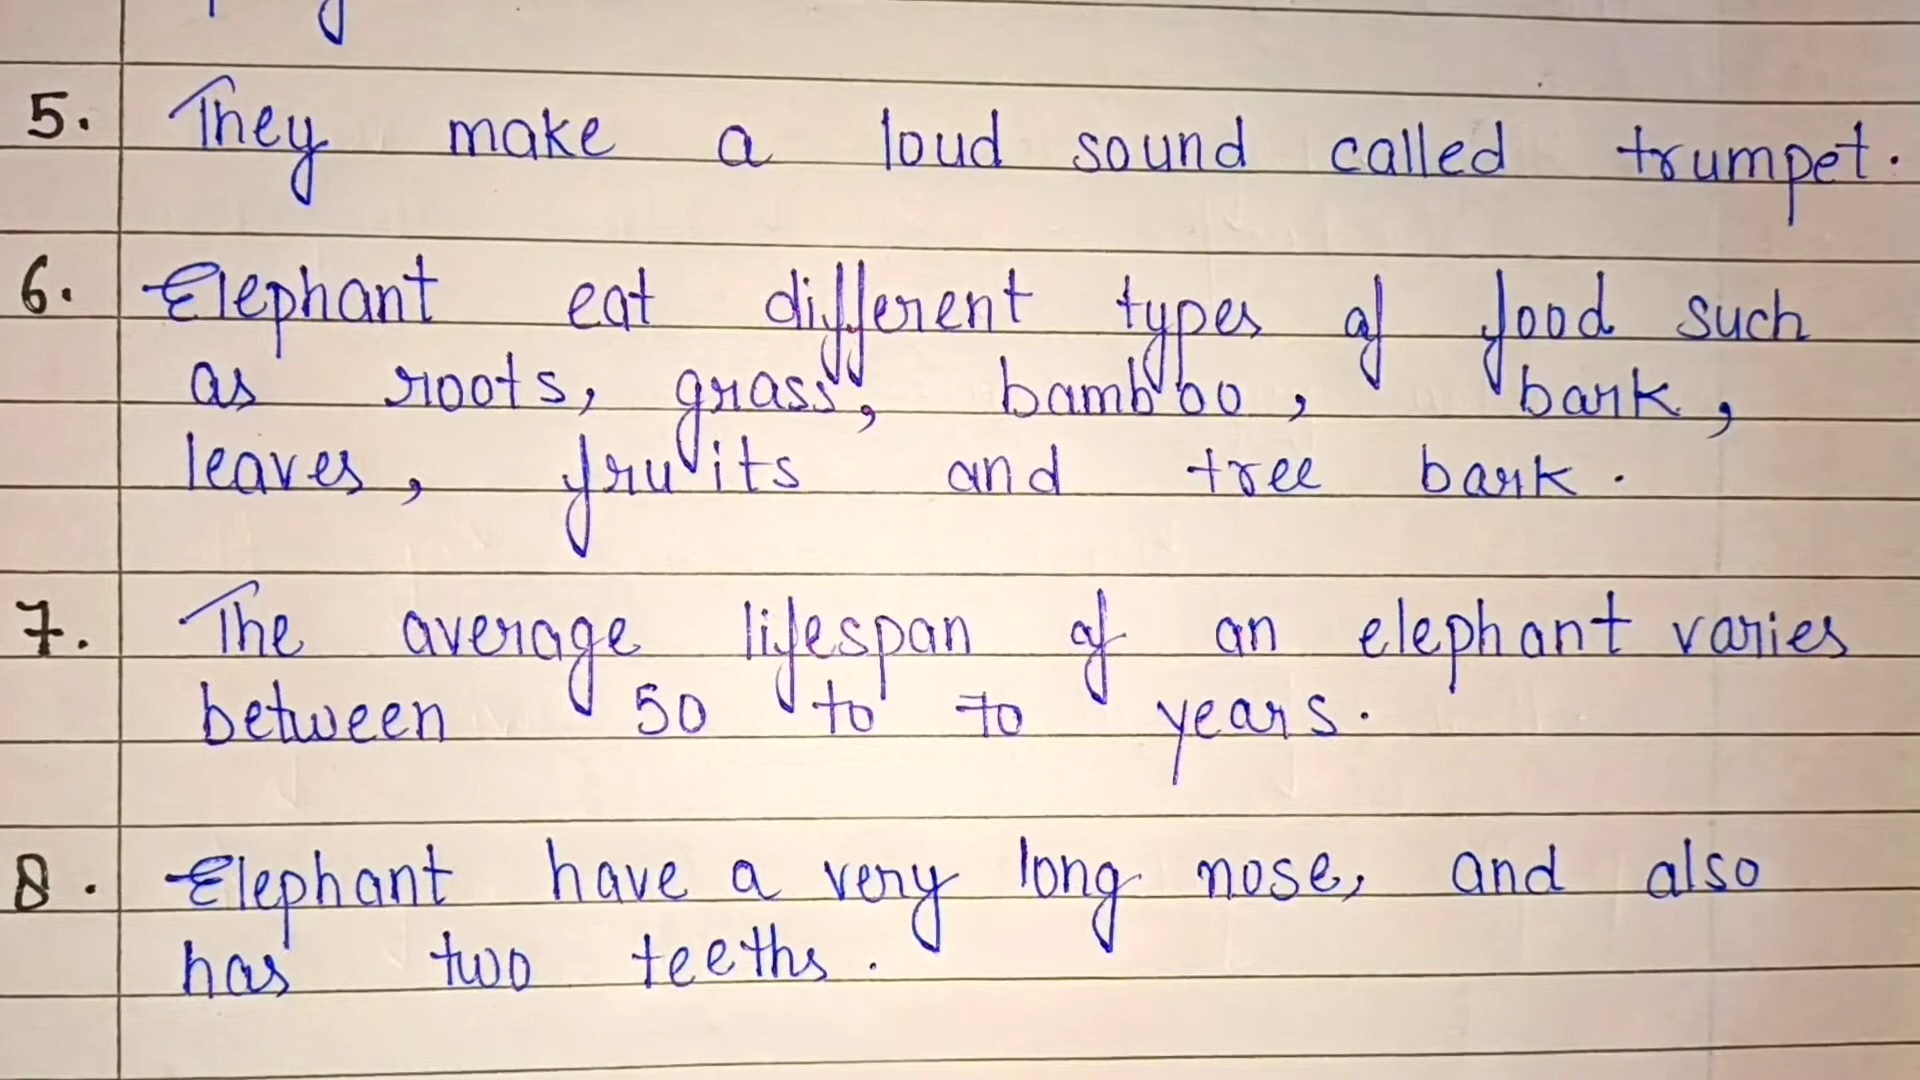 5. They make a loud sound called trumpet.
6. Elephant eat different types of food such
as roots, grass, bamboo, bark,
leaves, fruits and tree bark.
7. The average lifespan of an elephant varies
between 50 to 70 years.
8. Elephant have a very long nose, and also
has two teeths.